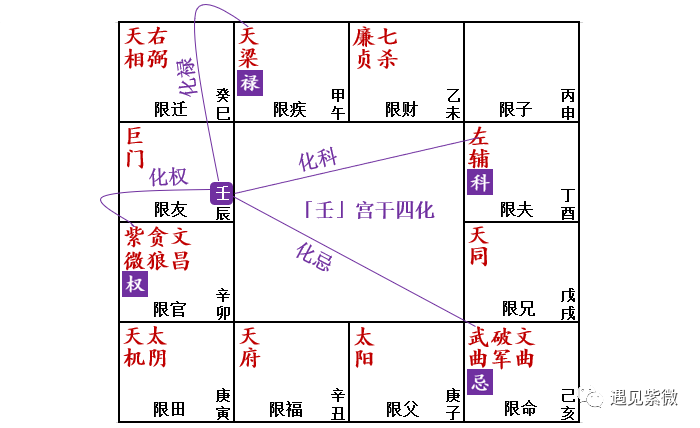 天右
相弼
限迁
癸
巳
天
梁
禄
限疾
甲
午
廉七
贞杀
限财
乙
未
限子
丙
申
化禄
巨
门
限友
壬
辰
化权
化科
「壬」宫干四化
化忌
左
辅
科
限夫
丁
酉
紫贪文
微狼昌
权
限官
辛
卯
天
同
限兄
戊
戌
天太
机阴
限田
庚
寅
天
府
限福
辛
丑
太
阳
限父
庚
子
武破文
曲军曲
忌
限命
己
亥
遇见紫微